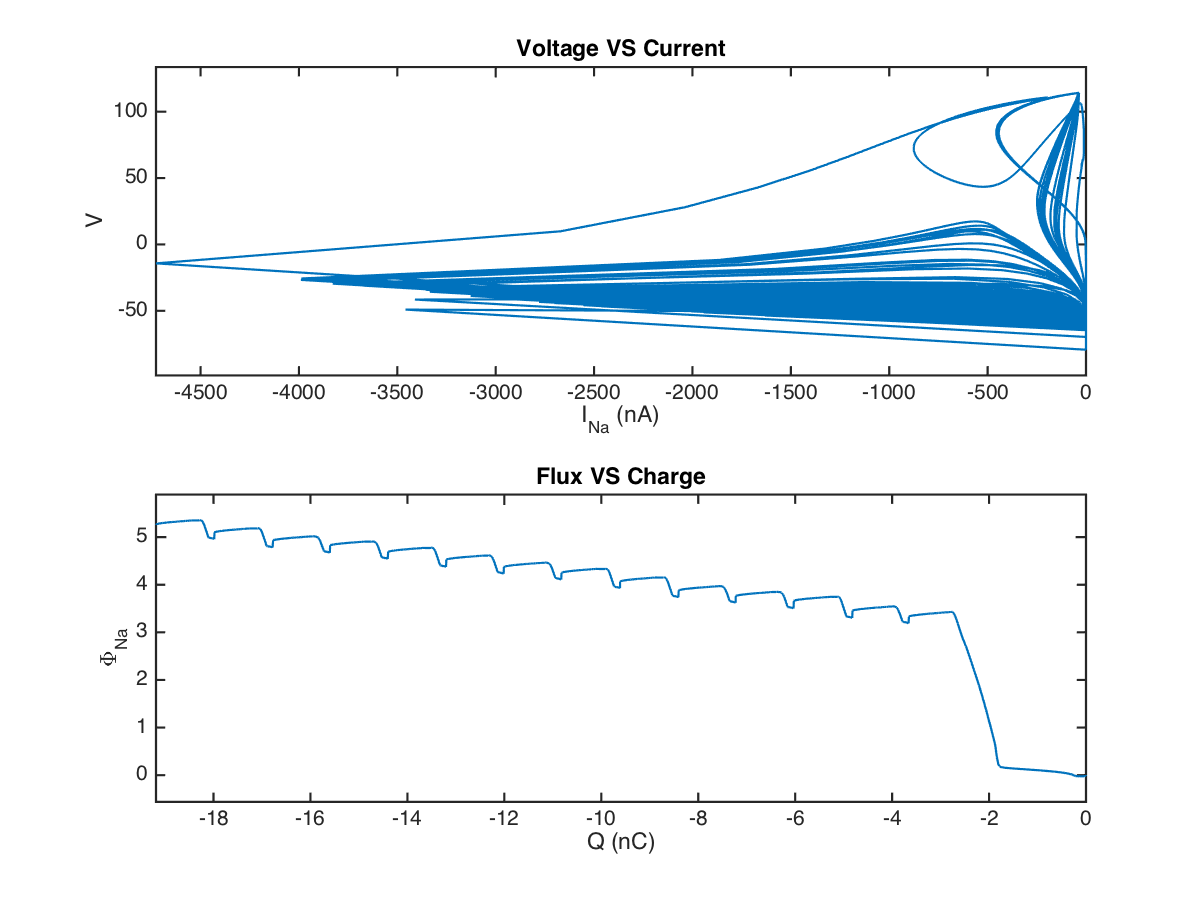 Voltage VS Current
100
50
0
-50
V
-4500 -4000 -3500 -3000 -2500 -2000 -1500 -1000 -500 0
I_Na (nA)
Flux VS Charge
5
4
3
2
1
0
Φ_Na
-18 -16 -14 -12 -10 -8 -6 -4 -2 0
Q (nC)